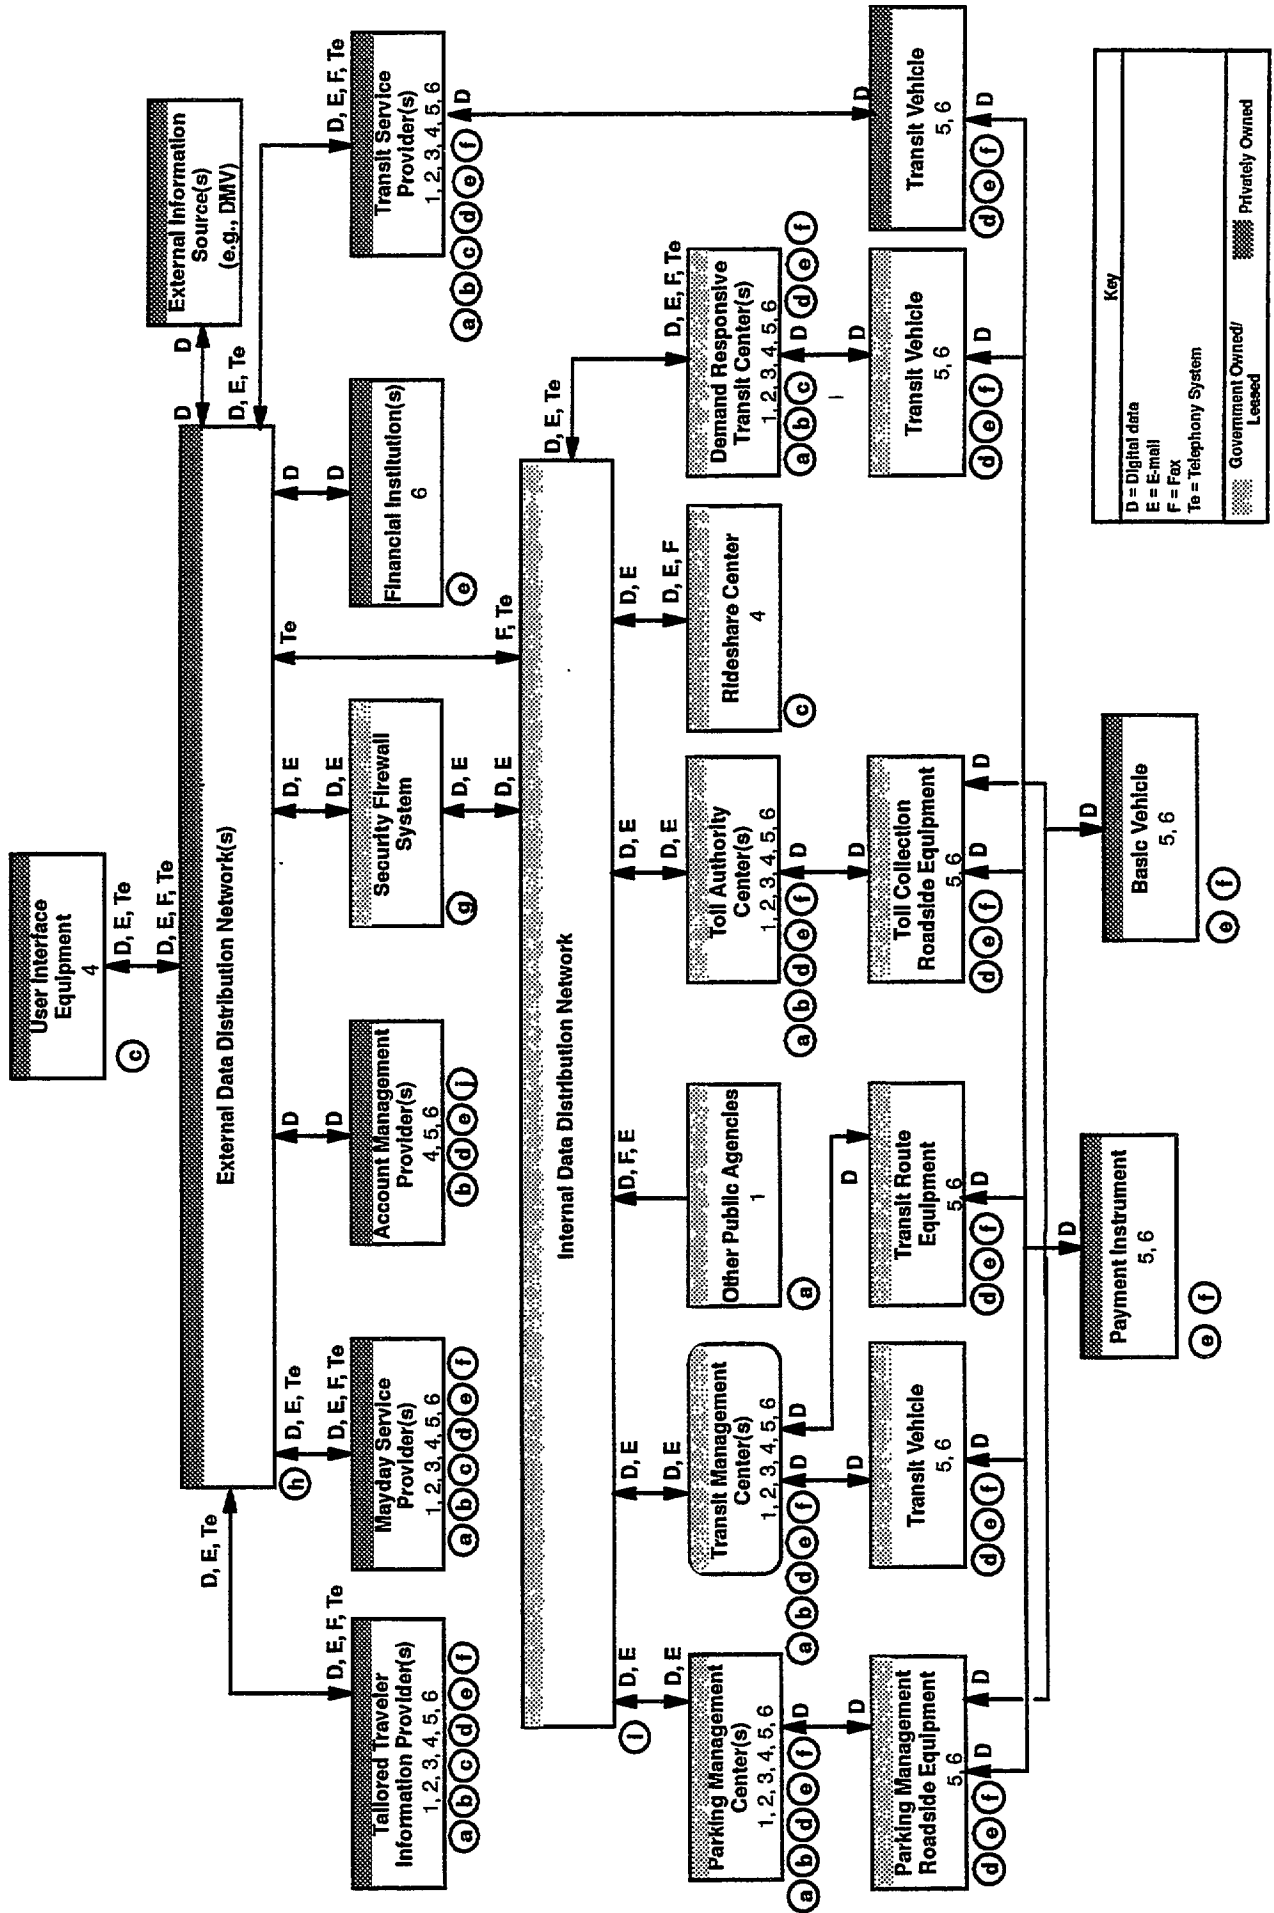 User Interface
Equipment
4
c
D, E, Te
D, E, F, Te
External Data Distribution Network(s)
D
D
External Information
Source(s)
(e.g., DMV)
D, E, Te
D, E, F, Te
D, E, Te
D, E, F, Te
h
D, E, Te
D, E, F, Te
D
D
D, E
D, E
Te
F, Te
D
D
Tailored Traveler
Information Provider(s)
1, 2, 3, 4, 5, 6
a b c d e f
Mayday Service
Provider(s)
1, 2, 3, 4, 5, 6
a b c d e f
Account Management
Provider(s)
4, 5, 6
b d e j
Security Firewall
System
g
D, E
D, E
Financial Institution(s)
6
e
Transit Service
Provider(s)
1, 2, 3, 4, 5, 6
a b c d e f
D
D
Internal Data Distribution Network
i
D, E
D, E
D, E
D, E
D, F, E
D, E
D, E
D, E
D, E, F
D, E, Te
D, E, F, Te
Parking Management
Center(s)
1, 2, 3, 4, 5, 6
a b d e f
D
D
Transit Management
Center(s)
1, 2, 3, 4, 5, 6
a b d e f
D
D
D
D
Other Public Agencies
1
a
Toll Authority
Center(s)
1, 2, 3, 4, 5, 6
a b d e f
D
D
Rideshare Center
4
c
Demand Responsive
Transit Center(s)
1, 2, 3, 4, 5, 6
a b c d e f
D
D
Parking Management
Roadside Equipment
5, 6
d e f
D
D
Transit Vehicle
5, 6
d e f
D
Transit Route
Equipment
5, 6
d e f
D
Toll Collection
Roadside Equipment
5, 6
d e f
D
D
Transit Vehicle
5, 6
d e f
D
Transit Vehicle
5, 6
d e f
D
D
Payment Instrument
5, 6
e f
D
Basic Vehicle
5, 6
e f
Key
D = Digital data
E = E-mail
F = Fax
Te = Telephony System
Government Owned/
Leased
Privately Owned